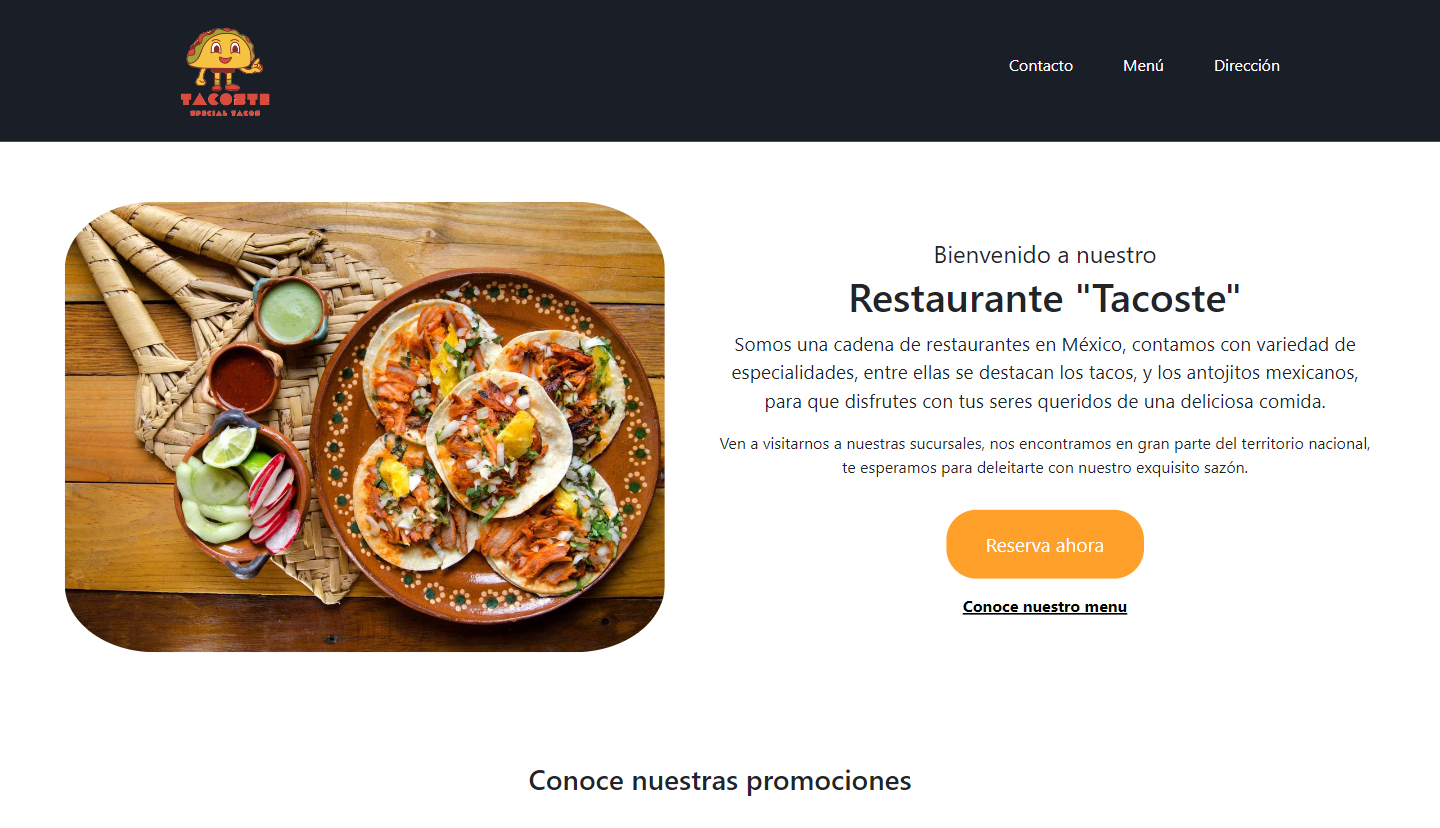 TACOSTE
SPECIAL TACOS
Contacto Menú Dirección
Bienvenido a nuestro
Restaurante "Tacoste"
Somos una cadena de restaurantes en México, contamos con variedad de
especialidades, entre ellas se destacan los tacos, y los antojitos mexicanos,
para que disfrutes con tus seres queridos de una deliciosa comida.
Ven a visitarnos a nuestras sucursales, nos encontramos en gran parte del territorio nacional,
te esperamos para deleitarte con nuestro exquisito sazón.
Reserva ahora
Conoce nuestro menu
Conoce nuestras promociones